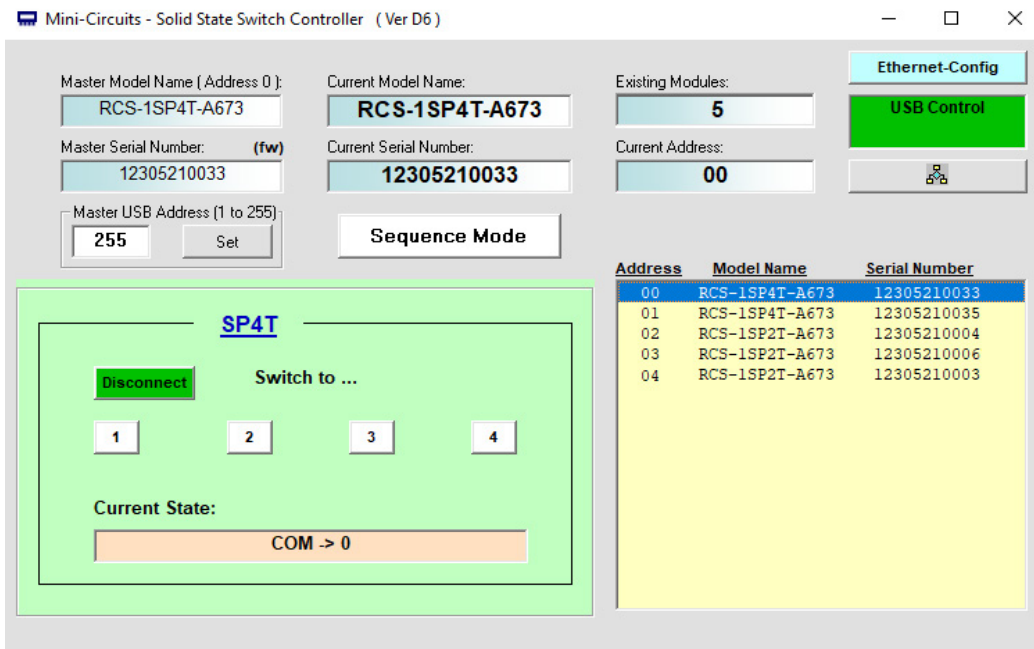 Mini-Circuits - Solid State Switch Controller ( Ver D6 )
Master Model Name ( Address 0 ):
RCS-1SP4T-A673
Current Model Name:
RCS-1SP4T-A673
Existing Modules:
5
Ethernet-Config
USB Control
Master Serial Number: (fw)
12305210033
Current Serial Number:
12305210033
Current Address:
00
Master USB Address (1 to 255)
255 Set
Sequence Mode
SP4T
Disconnect
Switch to ...
1 2 3 4
Current State:
COM -> 0
Address Model Name Serial Number
00 RCS-1SP4T-A673 12305210033
01 RCS-1SP4T-A673 12305210035
02 RCS-1SP2T-A673 12305210004
03 RCS-1SP2T-A673 12305210006
04 RCS-1SP2T-A673 12305210003